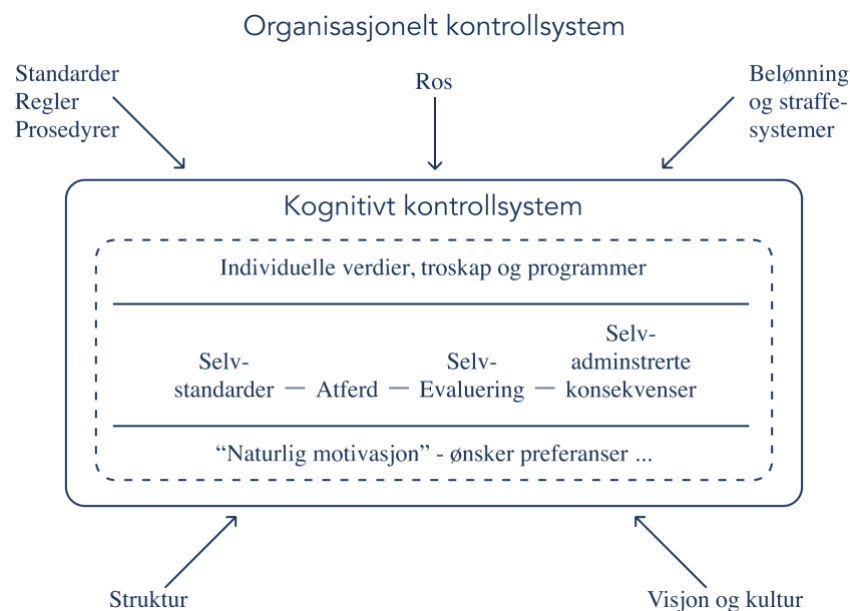 Organisasjonelt kontrollsystem
Standarder
Regler
Prosedyrer
Ros
Belønning
og straffe-
systemer
Kognitivt kontrollsystem
Individuelle verdier, troskap og programmer
Selv-
standarder — Atferd — Selv-
Evaluering — Selv-
adminstrerte
konsekvenser
“Naturlig motivasjon” - ønsker preferanser ...
Struktur
Visjon og kultur